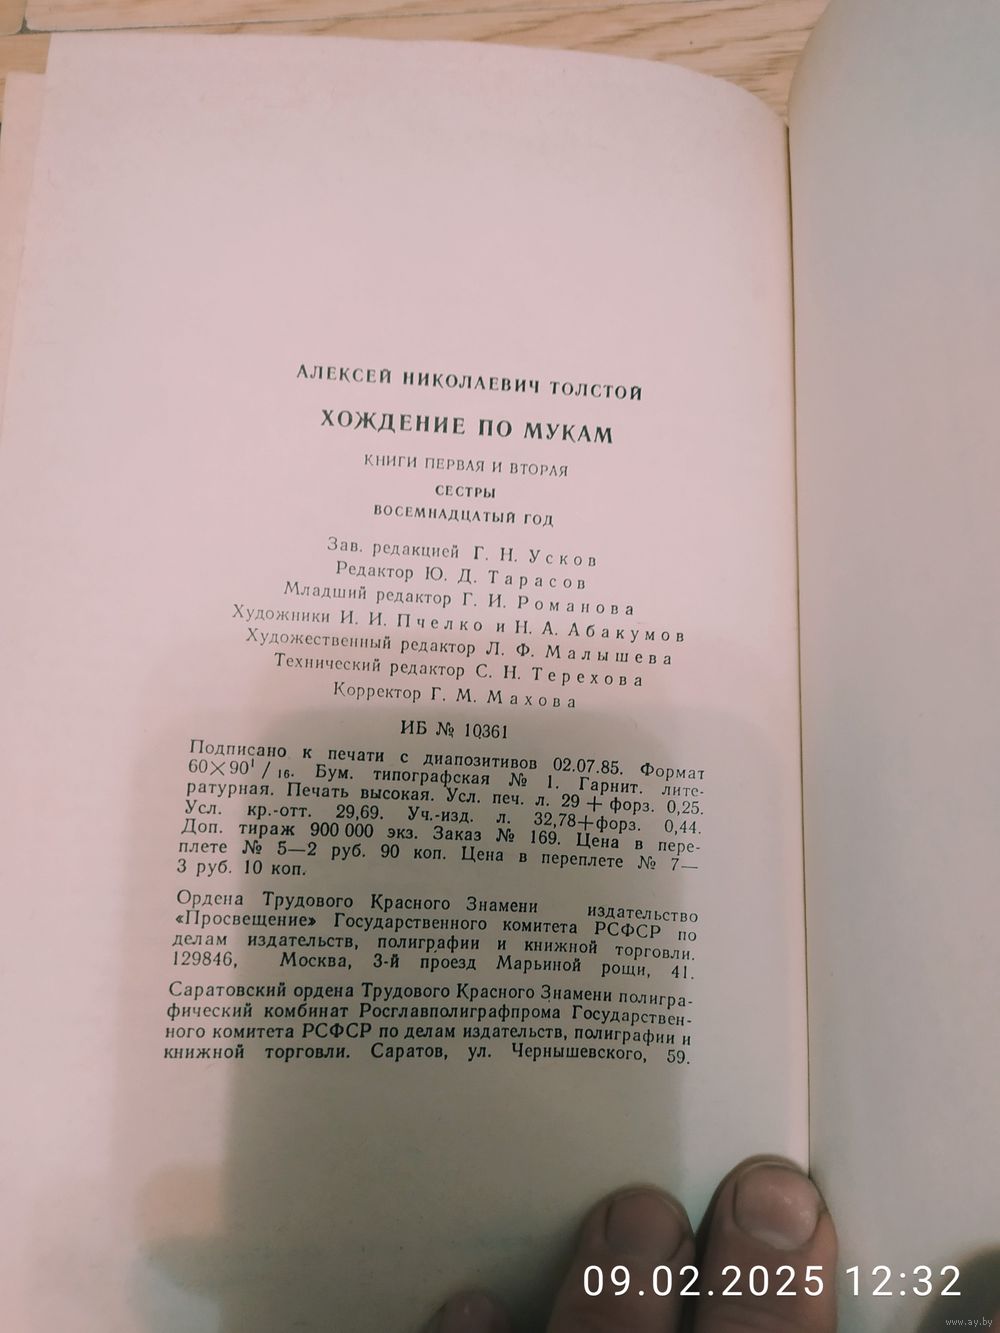 АЛЕКСЕЙ НИКОЛАЕВИЧ ТОЛСТОЙ
ХОЖДЕНИЕ ПО МУКАМ
КНИГИ ПЕРВАЯ И ВТОРАЯ
СЕСТРЫ
ВОСЕМНАДЦАТЫЙ ГОД
Зав. редакцией Г. Н. Усков
Редактор Ю. Д. Тарасов
Младший редактор Г. И. Романова
Художники И. И. Пчелко и Н. А. Абакумов
Художественный редактор Л. Ф. Малышева
Технический редактор С. Н. Терехова
Корректор Г. М. Махова
ИБ № 10361
Подписано к печати с диапозитивов 02.07.85. Формат
60×90¹/₁₆. Бум. типографская № 1. Гарнит. лите-
ратурная. Печать высокая. Усл. печ. л. 29+форз. 0,25.
Усл. кр.-отт. 29,69. Уч.-изд. л. 32,78+форз. 0,44.
Доп. тираж 900 000 экз. Заказ № 169. Цена в пере-
плете № 5—2 руб. 90 коп. Цена в переплете № 7—
3 руб. 10 коп.
Ордена Трудового Красного Знамени издательство
«Просвещение» Государственного комитета РСФСР по
делам издательств, полиграфии и книжной торговли.
129846, Москва, 3-й проезд Марьиной рощи, 41.
Саратовский ордена Трудового Красного Знамени полигра-
фический комбинат Росглавполиграфпрома Государствен-
ного комитета РСФСР по делам издательств, полиграфии и
книжной торговли. Саратов, ул. Чернышевского, 59.
09.02.2025 12:32
www.ay.by